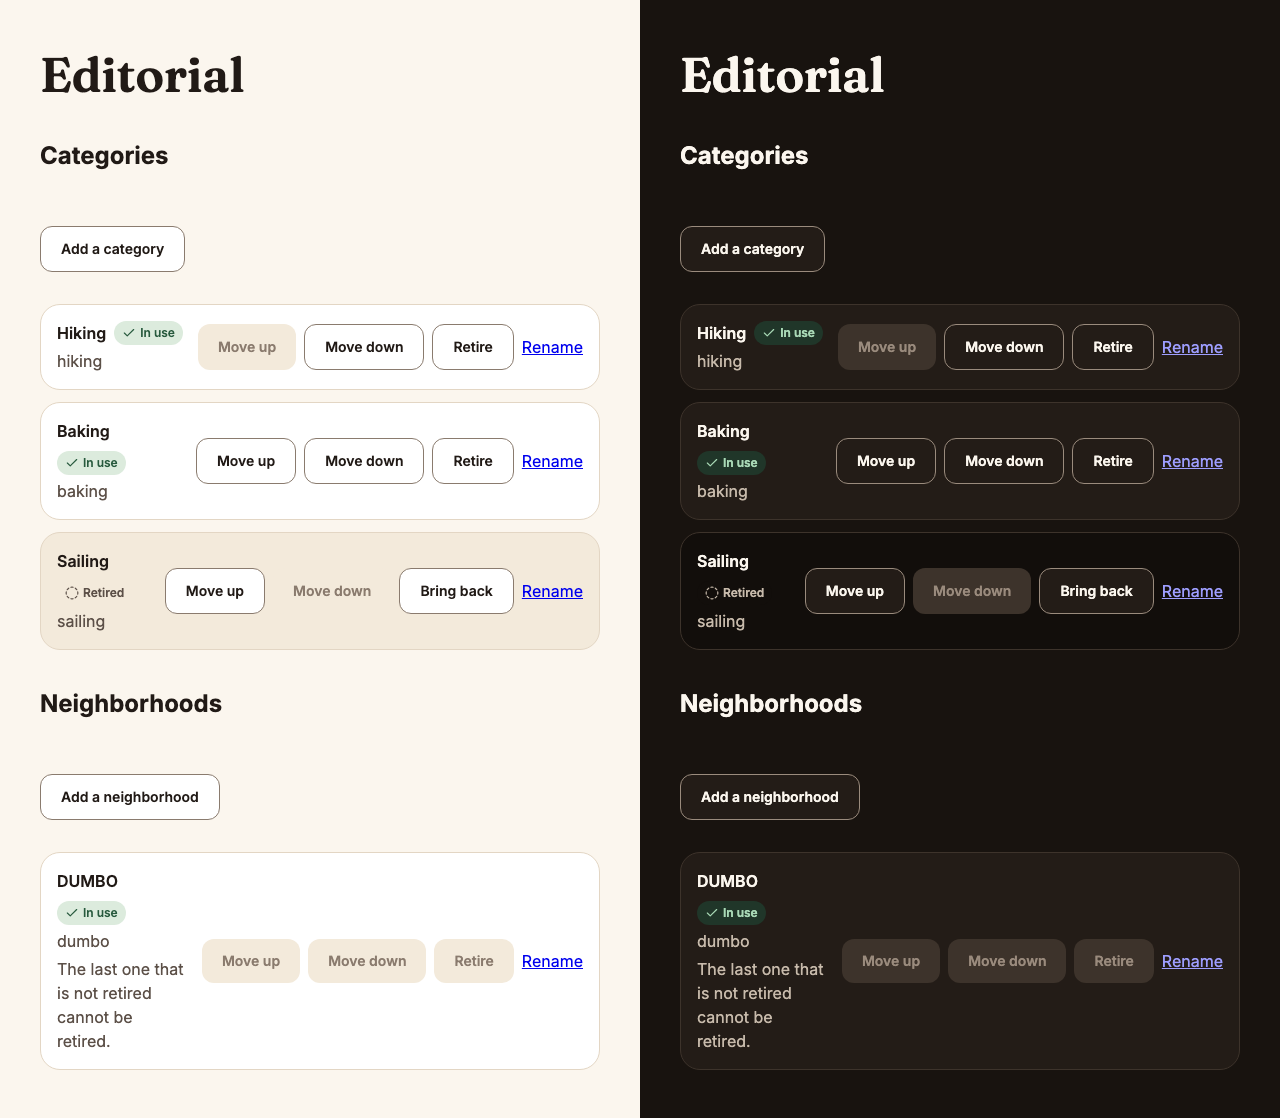 Editorial
Categories
Add a category
Hiking In use
hiking
Move up Move down Retire Rename
Baking
In use
baking
Move up Move down Retire Rename
Sailing
Retired
sailing
Move up Move down Bring back Rename
Neighborhoods
Add a neighborhood
DUMBO
In use
dumbo
The last one that
is not retired
cannot be
retired.
Move up Move down Retire Rename
Editorial
Categories
Add a category
Hiking In use
hiking
Move up Move down Retire Rename
Baking
In use
baking
Move up Move down Retire Rename
Sailing
Retired
sailing
Move up Move down Bring back Rename
Neighborhoods
Add a neighborhood
DUMBO
In use
dumbo
The last one that
is not retired
cannot be
retired.
Move up Move down Retire Rename